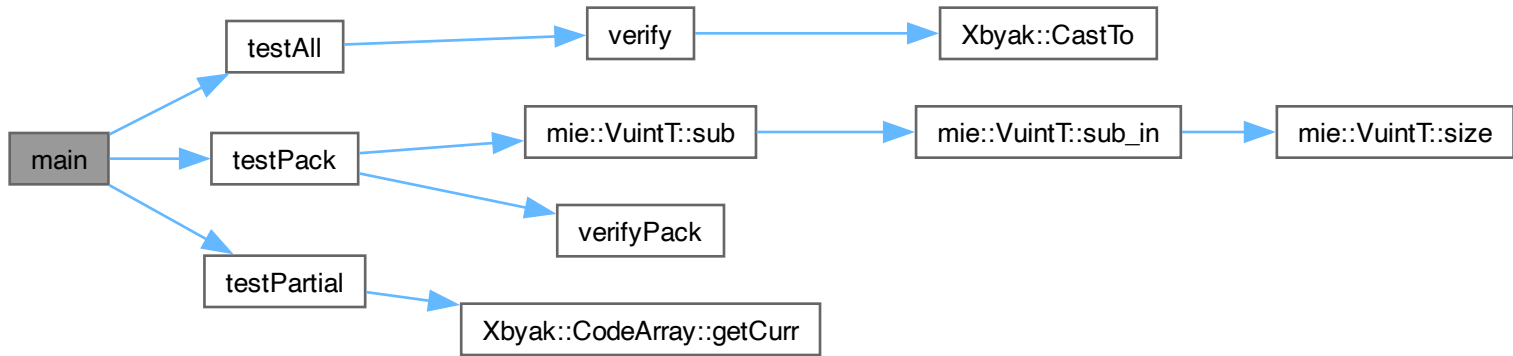 main
testAll
verify
Xbyak::CastTo
testPack
mie::VuintT::sub
mie::VuintT::sub_in
mie::VuintT::size
verifyPack
testPartial
Xbyak::CodeArray::getCurr